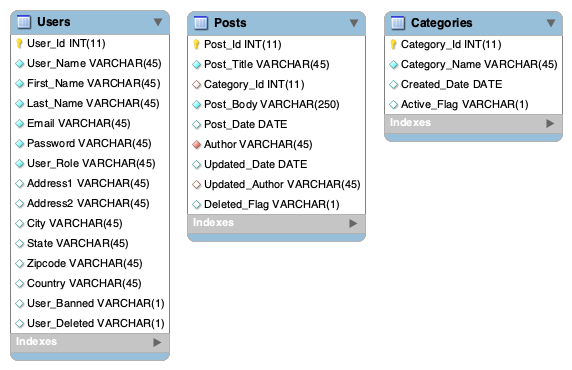 Users
User_Id INT(11)
User_Name VARCHAR(45)
First_Name VARCHAR(45)
Last_Name VARCHAR(45)
Email VARCHAR(45)
Password VARCHAR(45)
User_Role VARCHAR(45)
Address1 VARCHAR(45)
Address2 VARCHAR(45)
City VARCHAR(45)
State VARCHAR(45)
Zipcode VARCHAR(45)
Country VARCHAR(45)
User_Banned VARCHAR(1)
User_Deleted VARCHAR(1)
Indexes
Posts
Post_Id INT(11)
Post_Title VARCHAR(45)
Category_Id INT(11)
Post_Body VARCHAR(250)
Post_Date DATE
Author VARCHAR(45)
Updated_Date DATE
Updated_Author VARCHAR(45)
Deleted_Flag VARCHAR(1)
Indexes
Categories
Category_Id INT(11)
Category_Name VARCHAR(45)
Created_Date DATE
Active_Flag VARCHAR(1)
Indexes